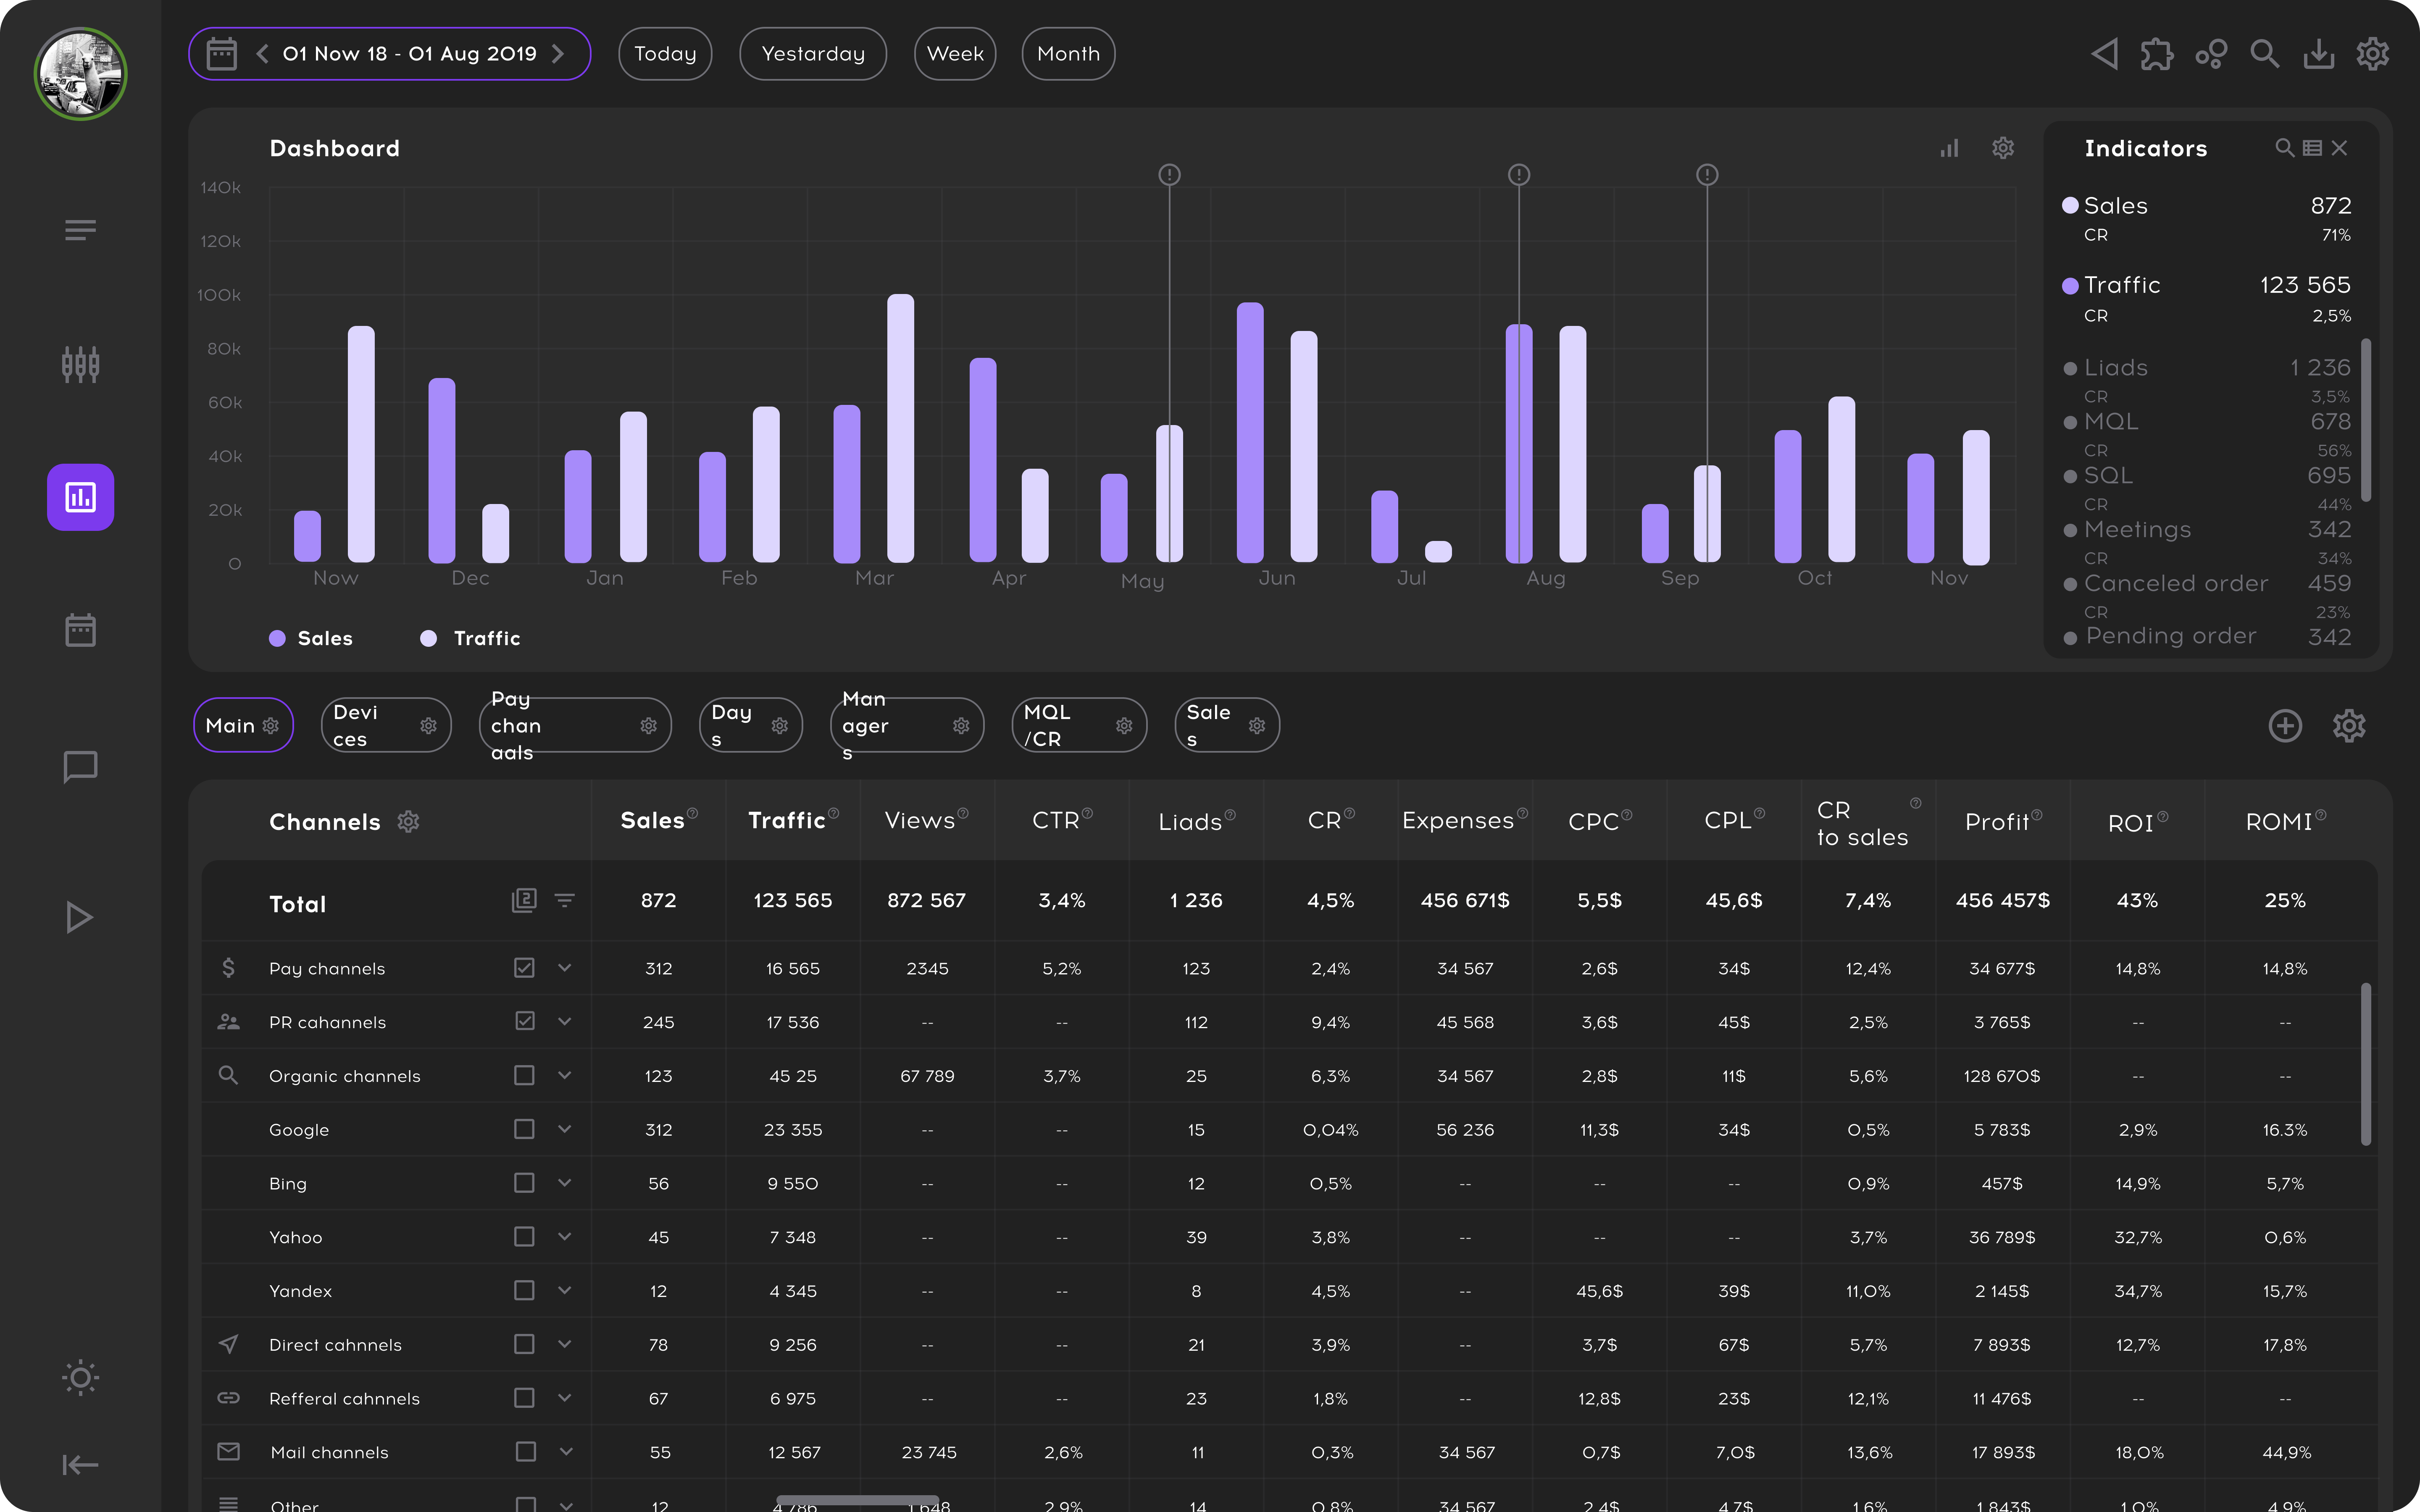 01 Now 18 - 01 Aug 2019
Today
Yestarday
Week
Month
Dashboard
140k
120k
100k
80k
60k
40k
20k
0
Now Dec Jan Feb Mar Apr May Jun Jul Aug Sep Oct Nov
Sales Traffic
Indicators
Sales 872
CR 71%
Traffic 123 565
CR 2,5%
Liads 1 236
CR 3,5%
MQL 678
CR 56%
SQL 695
CR 44%
Meetings 342
CR 34%
Canceled order 459
CR 23%
Pending order 342
Main
Devi
ces
Pay
chan
aals
Day
s
Man
ager
s
MQL
/CR
Sale
s
Channels Sales Traffic Views CTR Liads CR Expenses CPC CPL CR
to sales Profit ROI ROMI
Total 2 872 123 565 872 567 3,4% 1 236 4,5% 456 671$ 5,5$ 45,6$ 7,4% 456 457$ 43% 25%
Pay channels 312 16 565 2345 5,2% 123 2,4% 34 567 2,6$ 34$ 12,4% 34 677$ 14,8% 14,8%
PR cahannels 245 17 536 -- -- 112 9,4% 45 568 3,6$ 45$ 2,5% 3 765$ -- --
Organic channels 123 45 25 67 789 3,7% 25 6,3% 34 567 2,8$ 11$ 5,6% 128 670$ -- --
Google 312 23 355 -- -- 15 0,04% 56 236 11,3$ 34$ 0,5% 5 783$ 2,9% 16.3%
Bing 56 9 550 -- -- 12 0,5% -- -- -- 0,9% 457$ 14,9% 5,7%
Yahoo 45 7 348 -- -- 39 3,8% -- -- -- 3,7% 36 789$ 32,7% 0,6%
Yandex 12 4 345 -- -- 8 4,5% -- 45,6$ 39$ 11,0% 2 145$ 34,7% 15,7%
Direct cahnnels 78 9 256 -- -- 21 3,9% -- 3,7$ 67$ 5,7% 7 893$ 12,7% 17,8%
Refferal cahnnels 67 6 975 -- -- 23 1,8% -- 12,8$ 23$ 12,1% 11 476$ -- --
Mail channels 55 12 567 23 745 2,6% 11 0,3% 34 567 0,7$ 7,0$ 13,6% 17 893$ 18,0% 44,9%
Other 12 4 786 1 648 2,9% 14 0,8% 34 567 2,4$ 4,7$ 1,6% 1 843$ 1,0% 4,9%